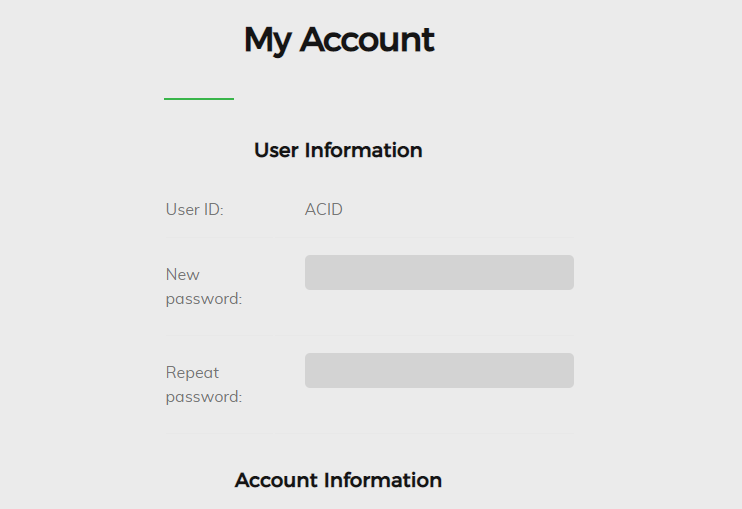 My Account
User Information
User ID: ACID
New
password:
Repeat
password:
Account Information